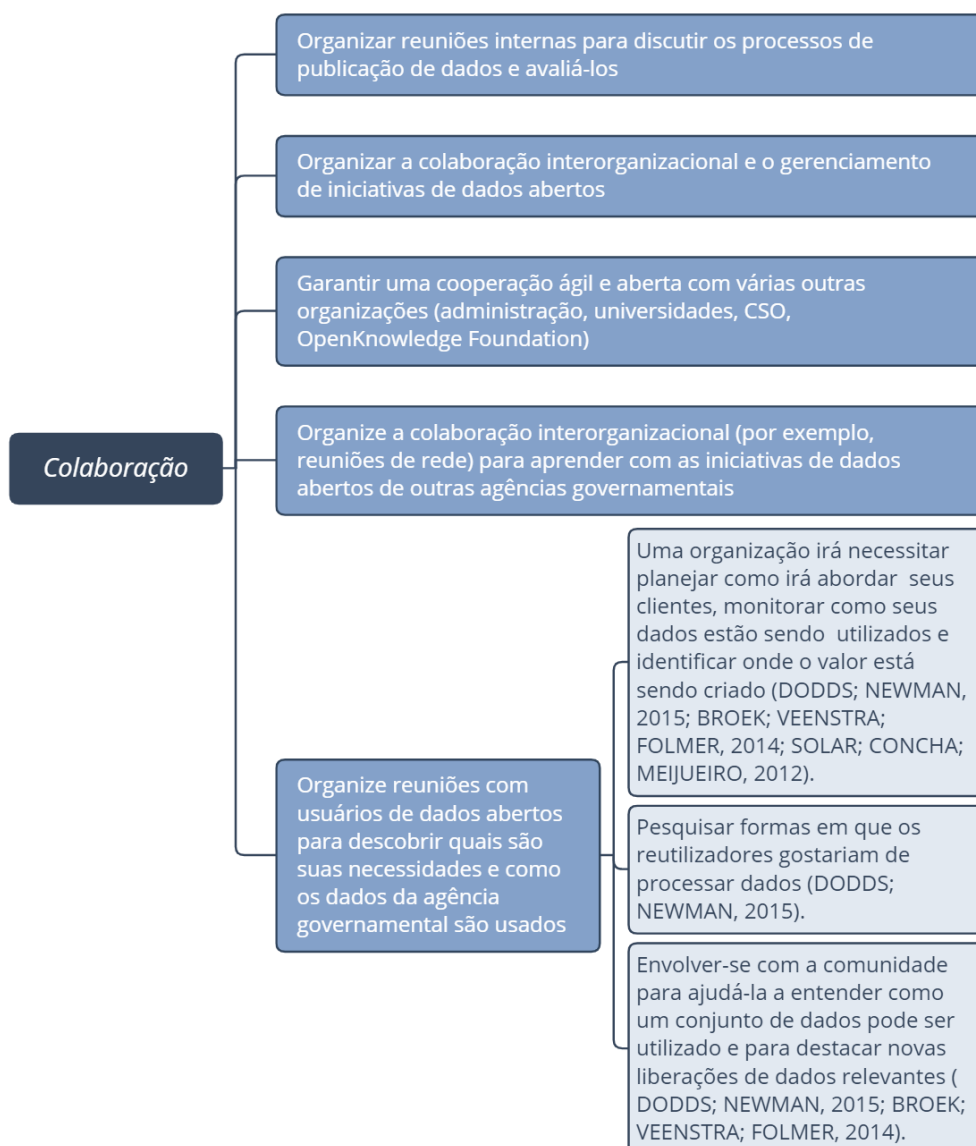 Organizar reuniões internas para discutir os processos de
publicação de dados e avaliá-los
Organizar a colaboração interorganizacional e o gerenciamento
de iniciativas de dados abertos
Garantir uma cooperação ágil e aberta com várias outras
organizações (administração, universidades, CSO,
OpenKnowledge Foundation)
Organize a colaboração interorganizacional (por exemplo,
reuniões de rede) para aprender com as iniciativas de dados
abertos de outras agências governamentais
Colaboração
Organize reuniões com
usuários de dados abertos
para descobrir quais são
suas necessidades e como
os dados da agência
governamental são usados
Uma organização irá necessitar
planejar como irá abordar seus
clientes, monitorar como seus
dados estão sendo utilizados e
identificar onde o valor está
sendo criado (DODDS; NEWMAN,
2015; BROEK; VEENSTRA;
FOLMER, 2014; SOLAR; CONCHA;
MEIJUEIRO, 2012).
Pesquisar formas em que os
reutilizadores gostariam de
processar dados (DODDS;
NEWMAN, 2015).
Envolver-se com a comunidade
para ajudá-la a entender como
um conjunto de dados pode ser
utilizado e para destacar novas
liberações de dados relevantes (
DODDS; NEWMAN, 2015; BROEK;
VEENSTRA; FOLMER, 2014).